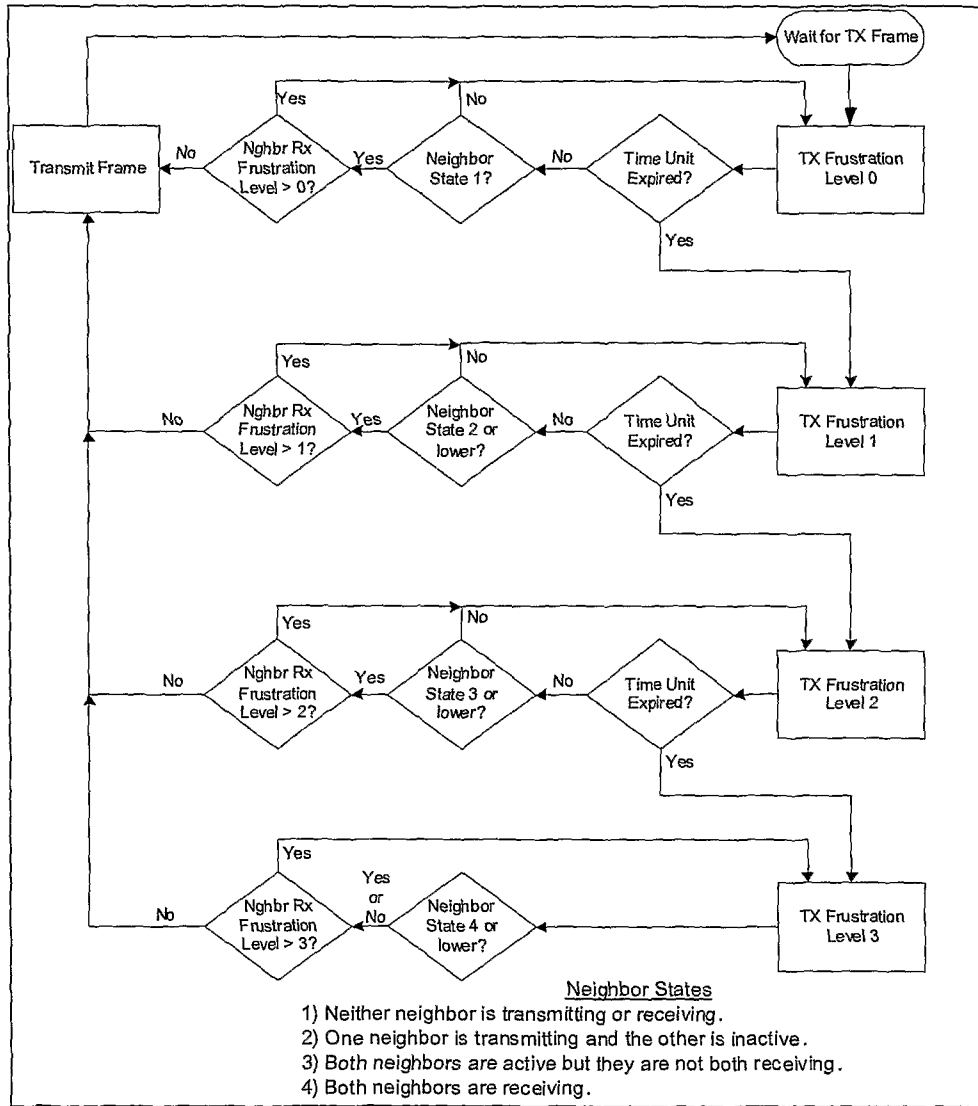 Wait for TX Frame
Yes
No
Transmit Frame
No
Nghbr Rx
Frustration
Level > 0?
Yes
Neighbor
State 1?
No
Time Unit
Expired?
TX Frustration
Level 0
Yes
Yes
No
No
Nghbr Rx
Frustration
Level > 1?
Yes
Neighbor
State 2 or
lower?
No
Time Unit
Expired?
TX Frustration
Level 1
Yes
Yes
No
No
Nghbr Rx
Frustration
Level > 2?
Yes
Neighbor
State 3 or
lower?
No
Time Unit
Expired?
TX Frustration
Level 2
Yes
Yes
No
Nghbr Rx
Frustration
Level > 3?
Yes
or
No
Neighbor
State 4 or
lower?
TX Frustration
Level 3
Neighbor States
1) Neither neighbor is transmitting or receiving.
2) One neighbor is transmitting and the other is inactive.
3) Both neighbors are active but they are not both receiving.
4) Both neighbors are receiving.